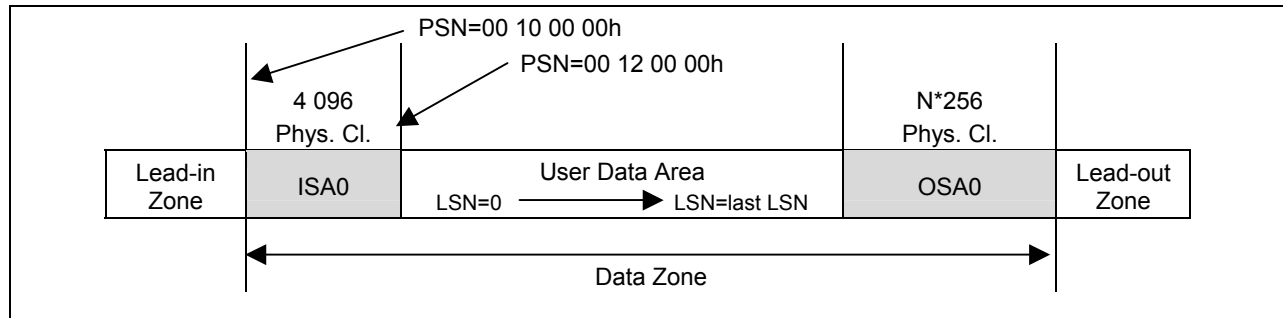 PSN=00 10 00 00h
PSN=00 12 00 00h
4 096
Phys. Cl.
N*256
Phys. Cl.
Lead-in
Zone
ISA0
User Data Area
LSN=0
LSN=last LSN
OSA0
Lead-out
Zone
Data Zone